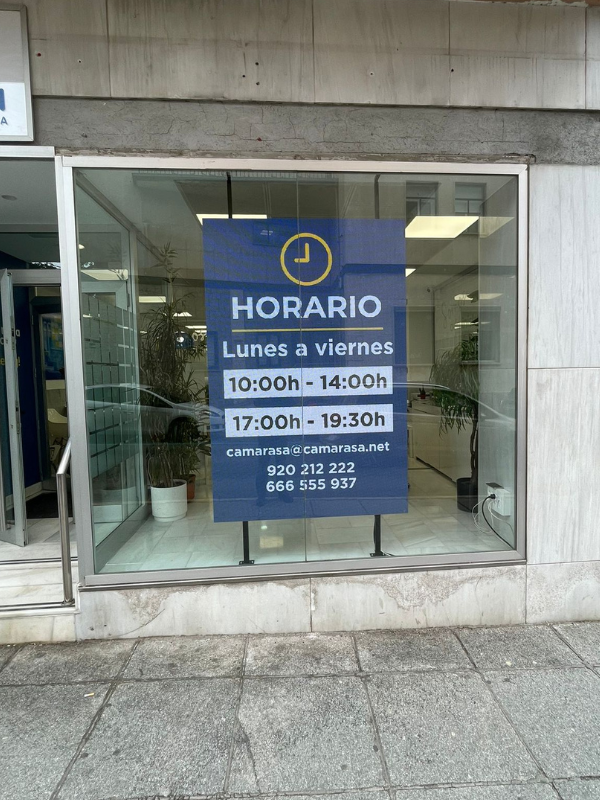 HORARIO
Lunes a viernes
10:00h - 14:00h
17:00h - 19:30h
camarasa@camarasa.net
920 212 222
666 555 937